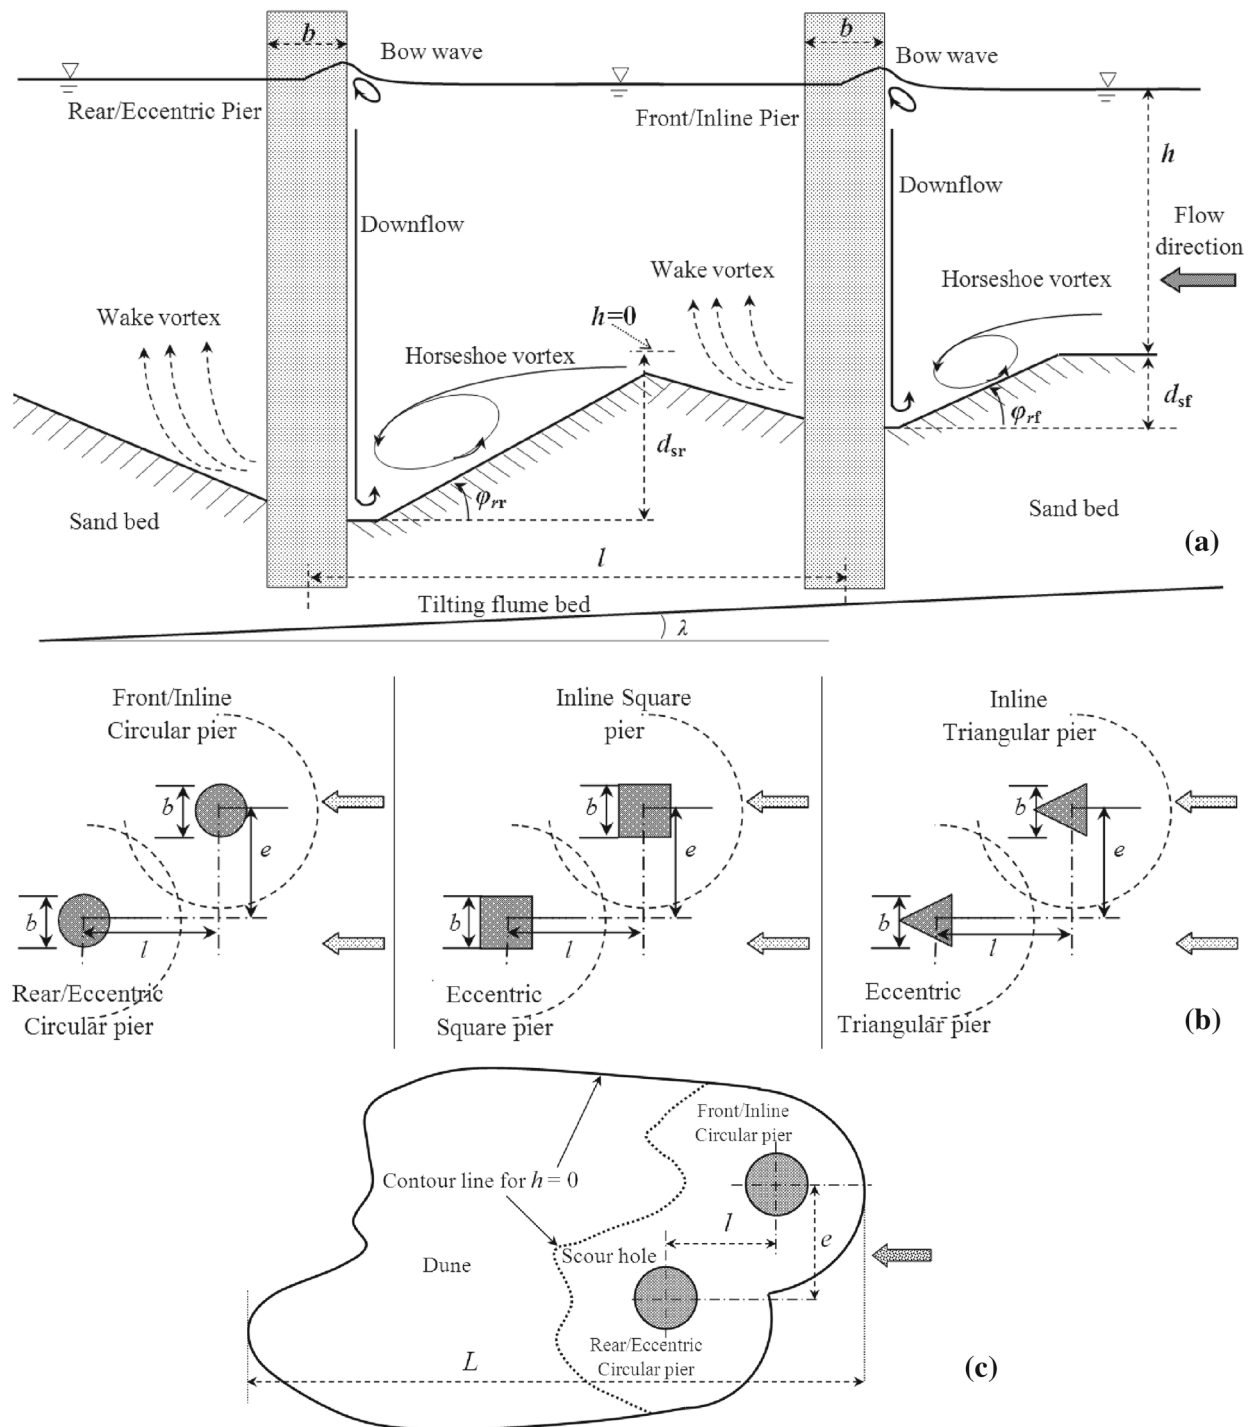 b
b
Bow wave
Bow wave
Rear/Eccentric Pier
Front/Inline Pier
h
Downflow
Downflow
Flow
direction
Wake vortex
Wake vortex
Horseshoe vortex
h=0
Horseshoe vortex
d_sf
φ_rf
d_sr
φ_rr
Sand bed
Sand bed
(a)
l
Tilting flume bed
λ
Front/Inline
Circular pier
b
e
b
l
Rear/Eccentric
Circular pier
Inline Square
pier
b
e
b
l
Eccentric
Square pier
Inline
Triangular pier
b
e
b
l
Eccentric
Triangular pier
(b)
Front/Inline
Circular pier
Contour line for h = 0
l
e
Scour hole
Dune
Rear/Eccentric
Circular pier
L
(c)